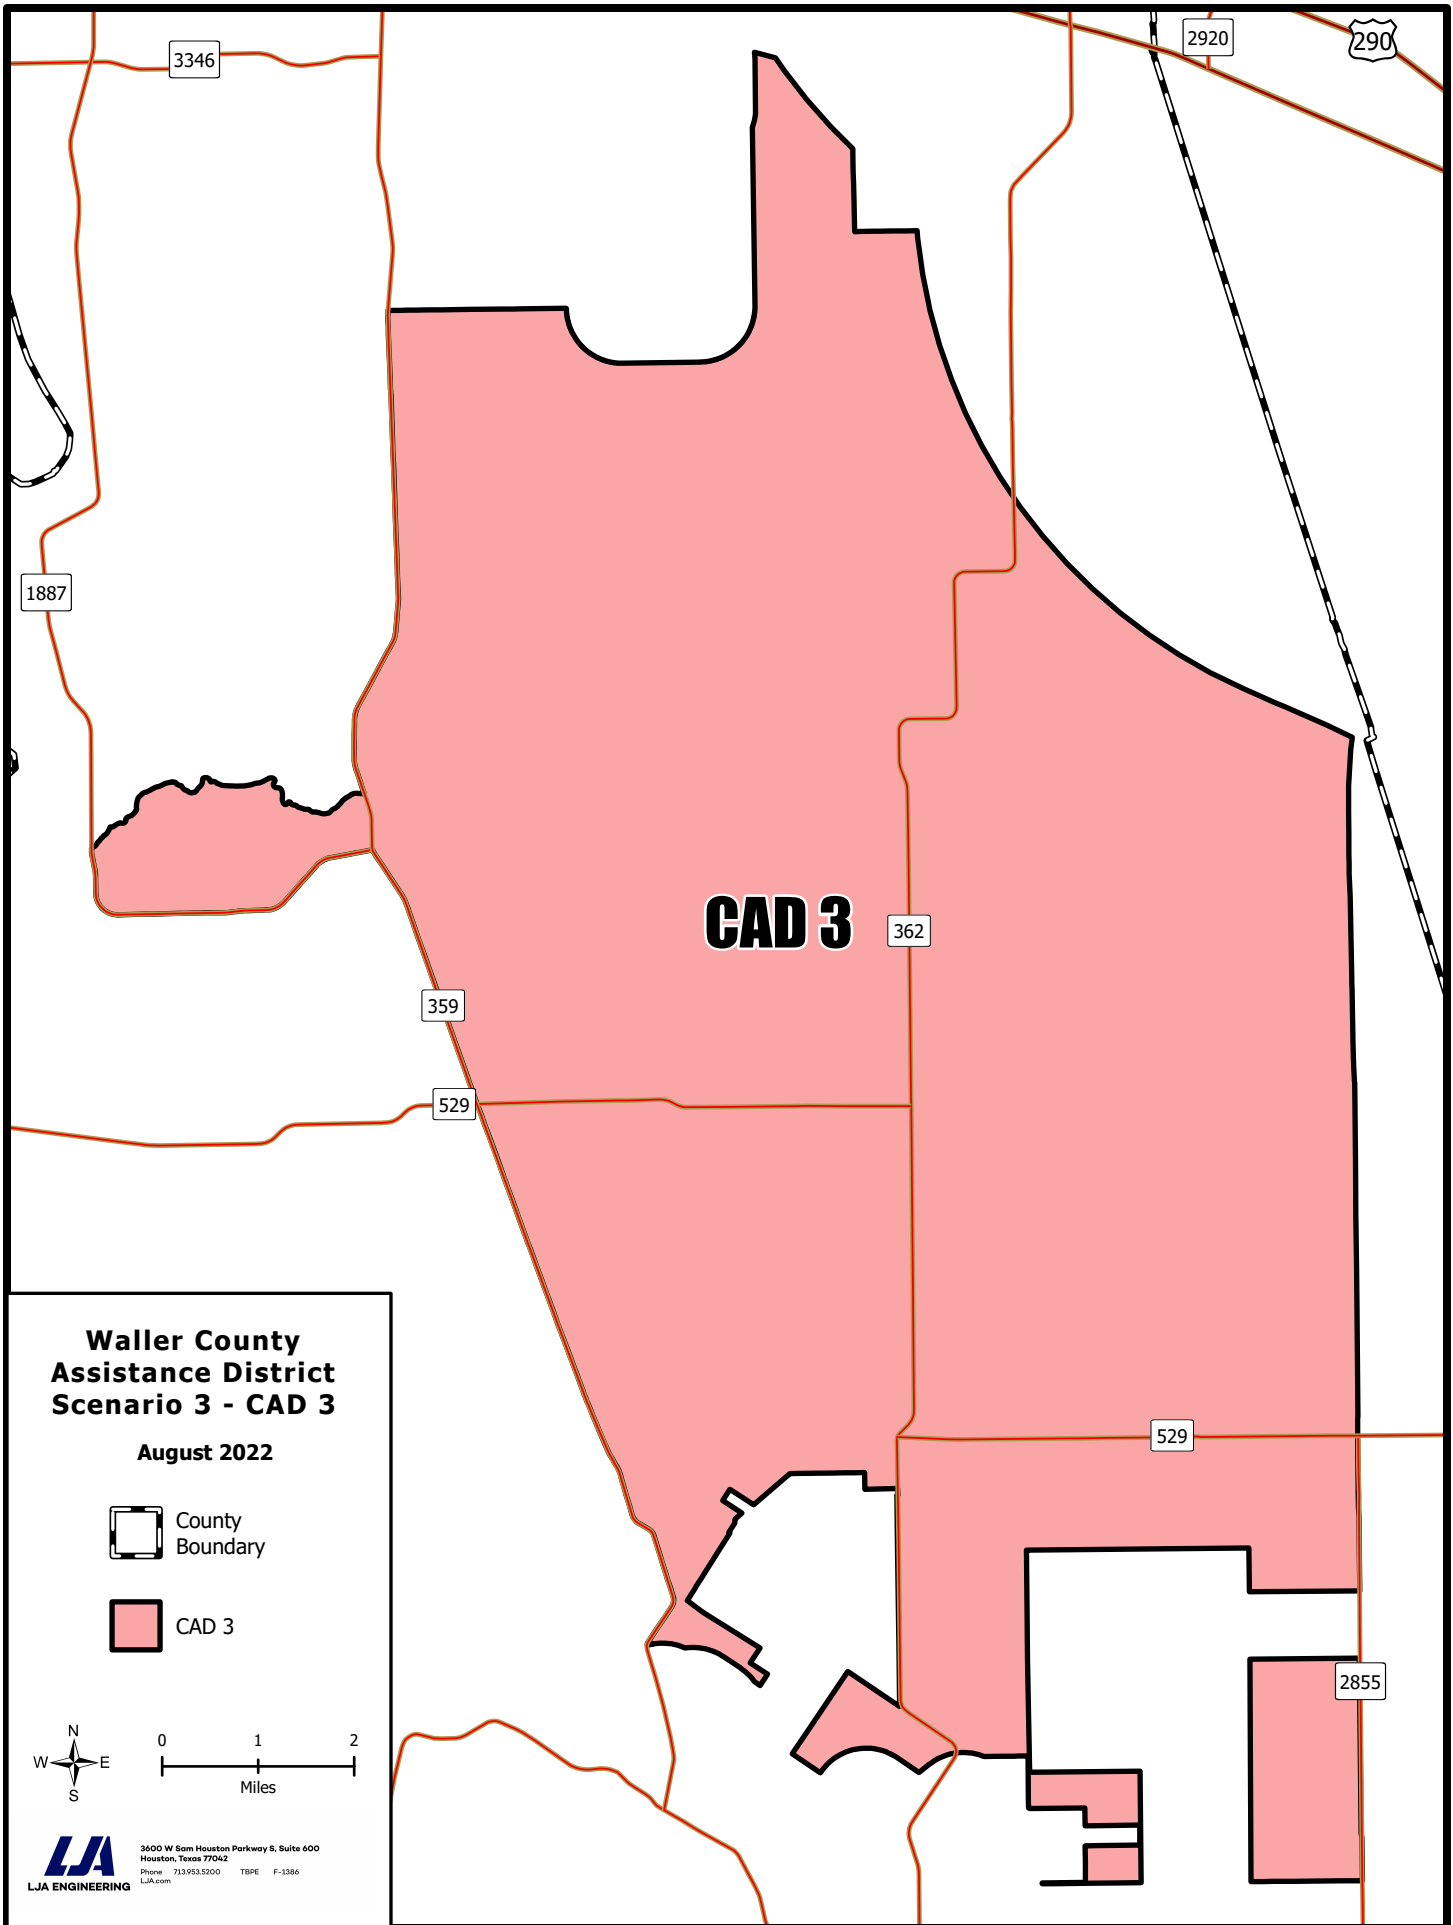 3346
2920
290
1887
CAD 3
362
359
529
529
2855
Waller County
Assistance District
Scenario 3 - CAD 3
August 2022
County
Boundary
CAD 3
N
W E
S
0 1 2
Miles
LJA
LJA ENGINEERING
3600 W Sam Houston Parkway S, Suite 600
Houston, Texas 77042
Phone 713.953.5200 TBPE F-1386
LJA.com